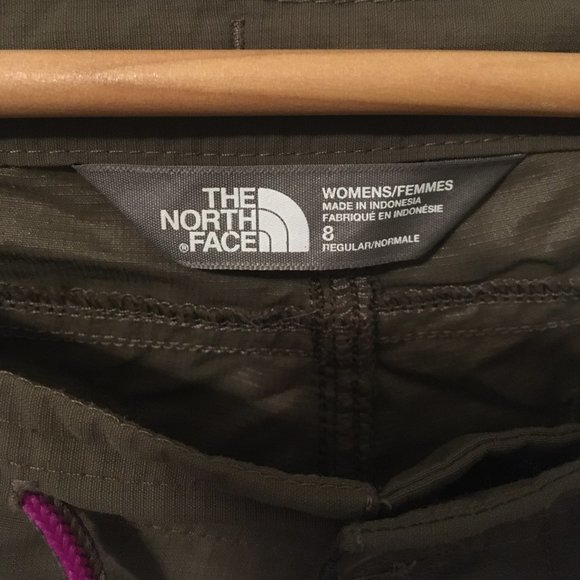 THE
NORTH
FACE®
WOMENS/FEMMES
MADE IN INDONESIA
FABRIQUÉ EN INDONÉSIE
8
REGULAR/NORMALE